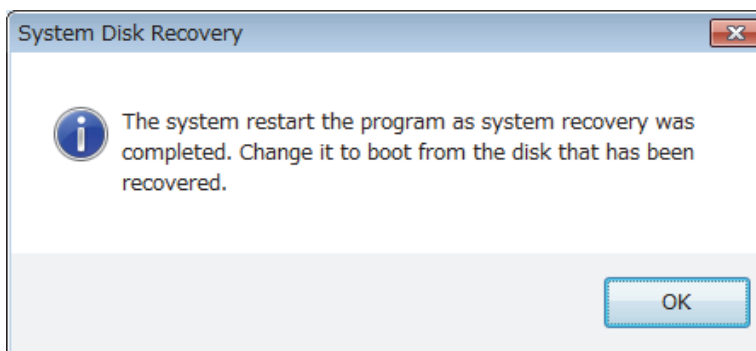 System Disk Recovery
The system restart the program as system recovery was
completed. Change it to boot from the disk that has been
recovered.
OK